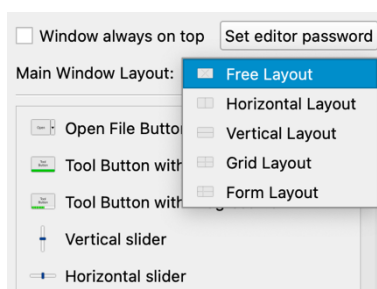 Window always on top Set editor password
Main Window Layout: Free Layout
Horizontal Layout
Open File Butto
Vertical Layout
Tool Button with
Grid Layout
Tool Button with
Form Layout
Vertical slider
Horizontal slider